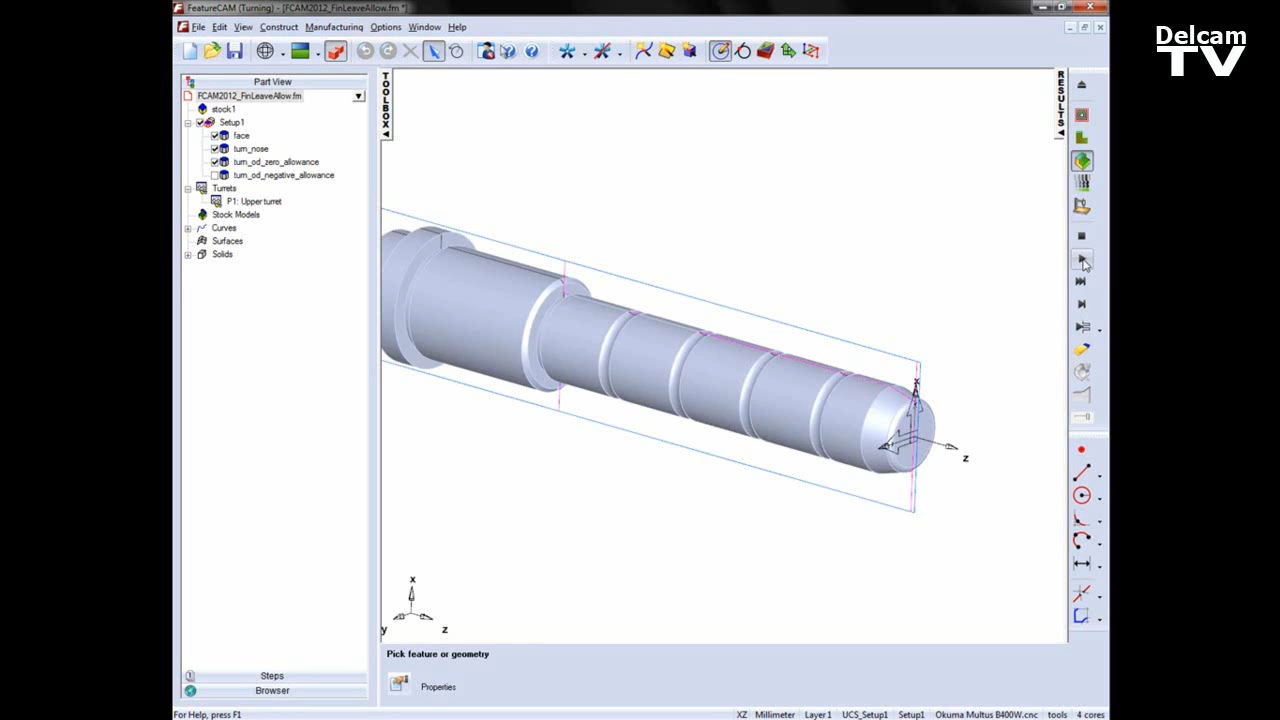 FeatureCAM (Turning) - [FCAM2012_FinLeaveAllow.fm *]
Delcam
TV
File Edit View Construct Manufacturing Options Window Help
Part View
FCAM2012_FinLeaveAllow.fm
stock1
Setup1
face
turn_nose
turn_od_zero_allowance
turn_od_negative_allowance
Turrets
P1: Upper turret
Stock Models
Curves
Surfaces
Solids
TOOLBOX
RESULTS
x
z
x
y
z
Pick feature or geometry
Properties
Steps
Browser
For Help, press F1
XZ Millimeter Layer1 UCS_Setup1 Setup1 Okuma Multus B400W.cnc tools 4 cores